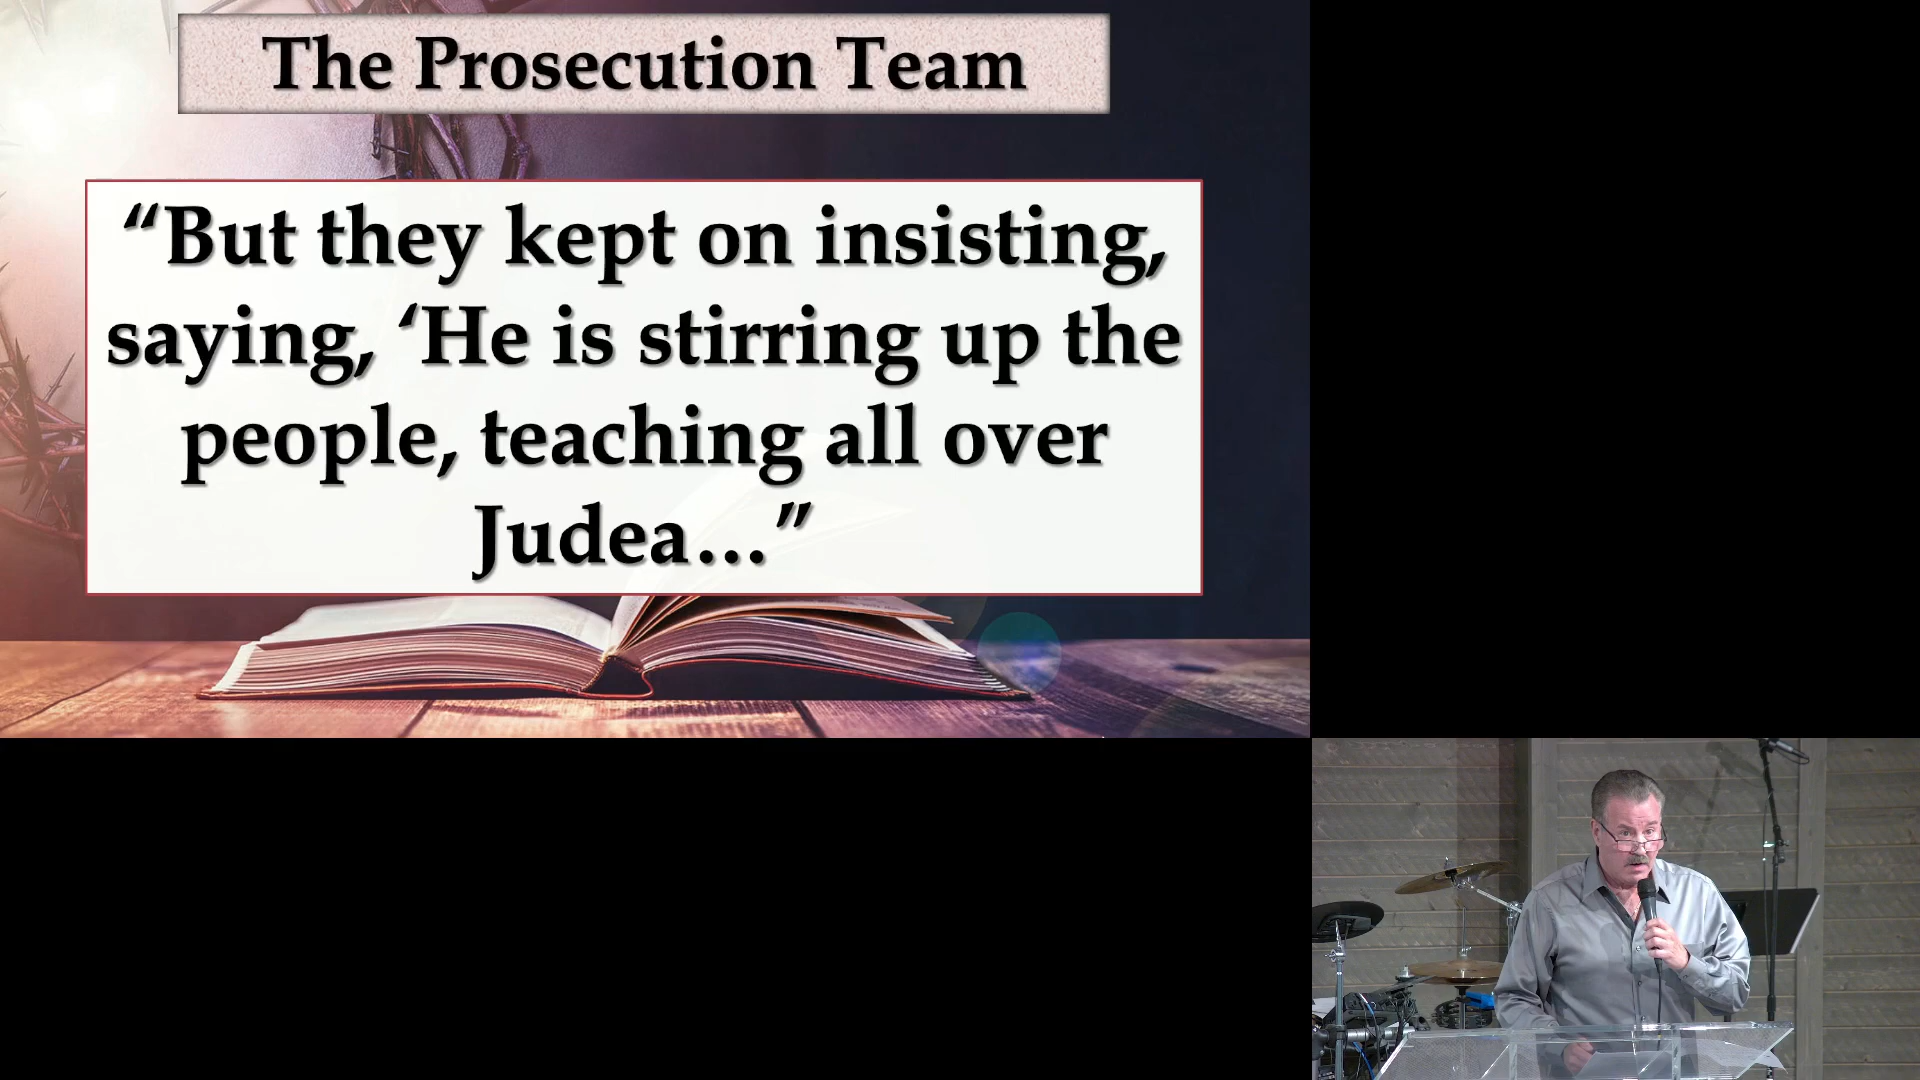 The Prosecution Team
“But they kept on insisting,
saying, ‘He is stirring up the
people, teaching all over
Judea…”